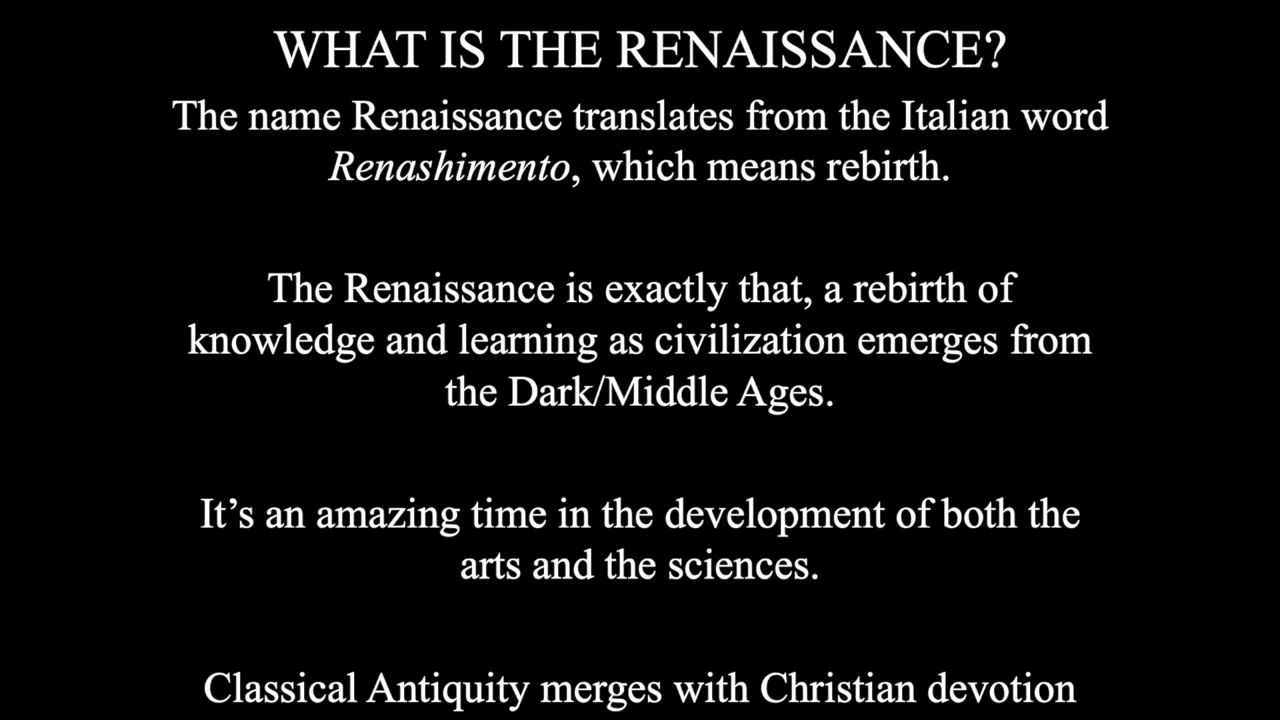 WHAT IS THE RENAISSANCE?
The name Renaissance translates from the Italian word
Renashimento, which means rebirth.
The Renaissance is exactly that, a rebirth of
knowledge and learning as civilization emerges from
the Dark/Middle Ages.
It’s an amazing time in the development of both the
arts and the sciences.
Classical Antiquity merges with Christian devotion